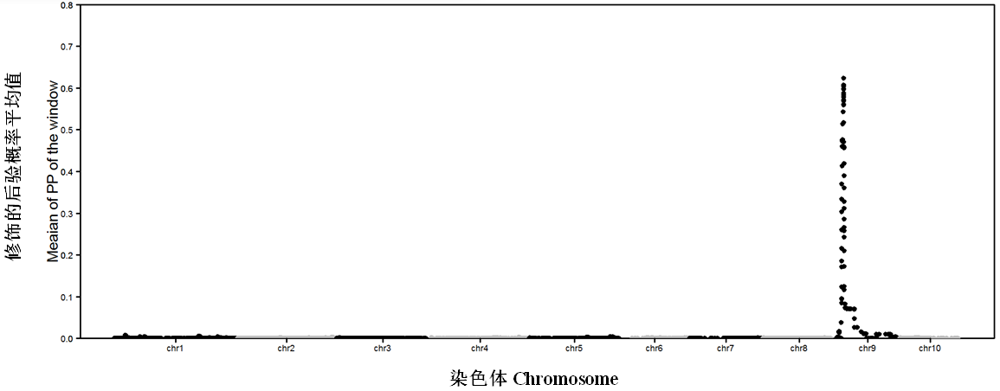 修饰的后验概率平均值
Meaian of PP of the window
0.8
0.7
0.6
0.5
0.4
0.3
0.2
0.1
0.0
chr1 chr2 chr3 chr4 chr5 chr6 chr7 chr8 chr9 chr10
染色体 Chromosome